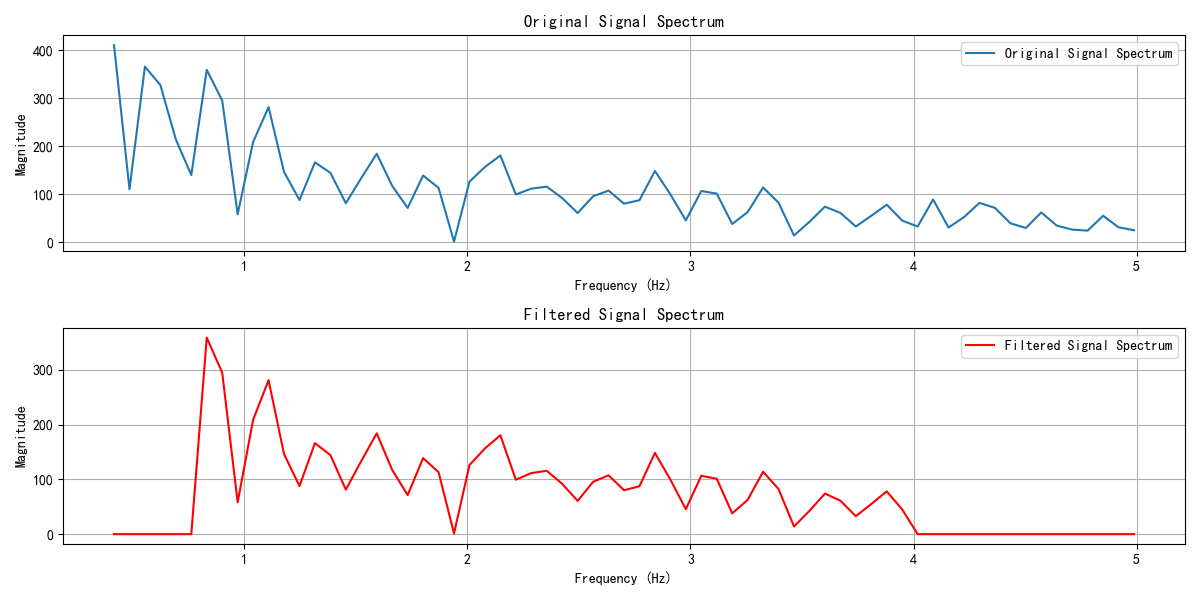 Original Signal Spectrum
400
300
200
100
0
Magnitude
Original Signal Spectrum
1
2
3
4
5
Frequency (Hz)
Filtered Signal Spectrum
300
200
100
0
Magnitude
Filtered Signal Spectrum
1
2
3
4
5
Frequency (Hz)